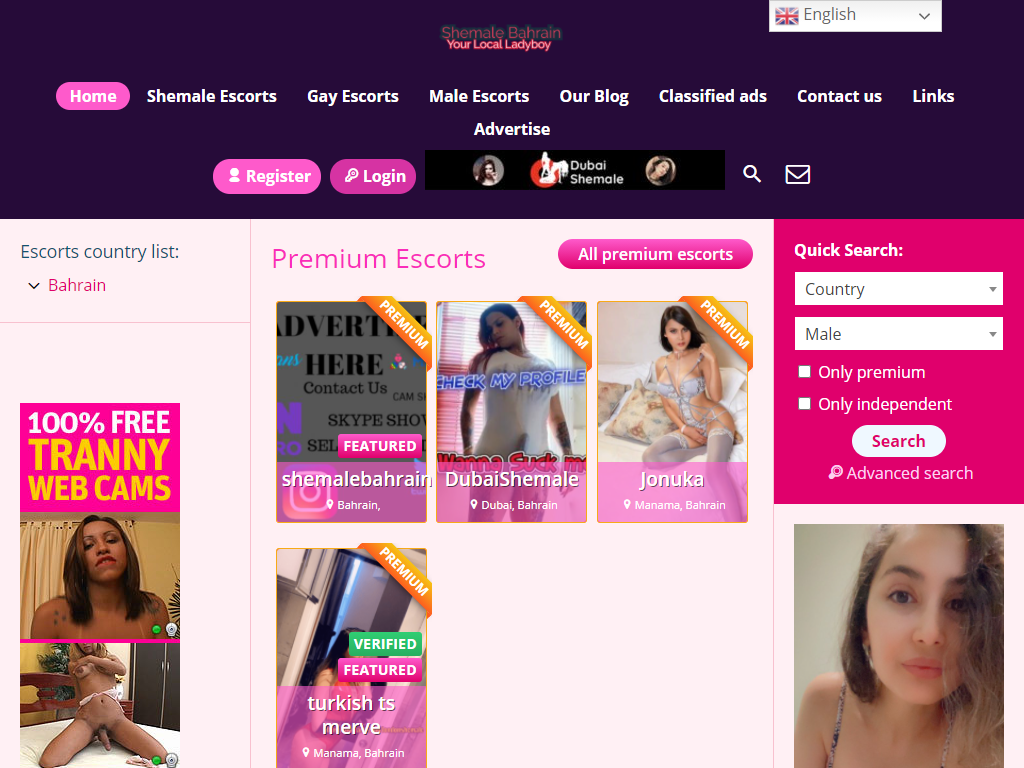 English
Shemale Bahrain
Your Local Ladyboy
Home
Shemale Escorts
Gay Escorts
Male Escorts
Our Blog
Classified ads
Contact us
Links
Advertise
Register
Login
Dubai
Shemale
Escorts country list:
Bahrain
100% FREE
TRANNY
WEB CAMS
Premium Escorts
All premium escorts
PREMIUM
HERE
Contact Us
SKYPE SHOW
FEATURED
shemalebahrain
Bahrain,
PREMIUM
CHECK MY PROFILE
Wanna Suck me
DubaiShemale
Dubai, Bahrain
PREMIUM
Jonuka
Manama, Bahrain
PREMIUM
VERIFIED
FEATURED
turkish ts
merve
Manama, Bahrain
Quick Search:
Country
Male
Only premium
Only independent
Search
Advanced search